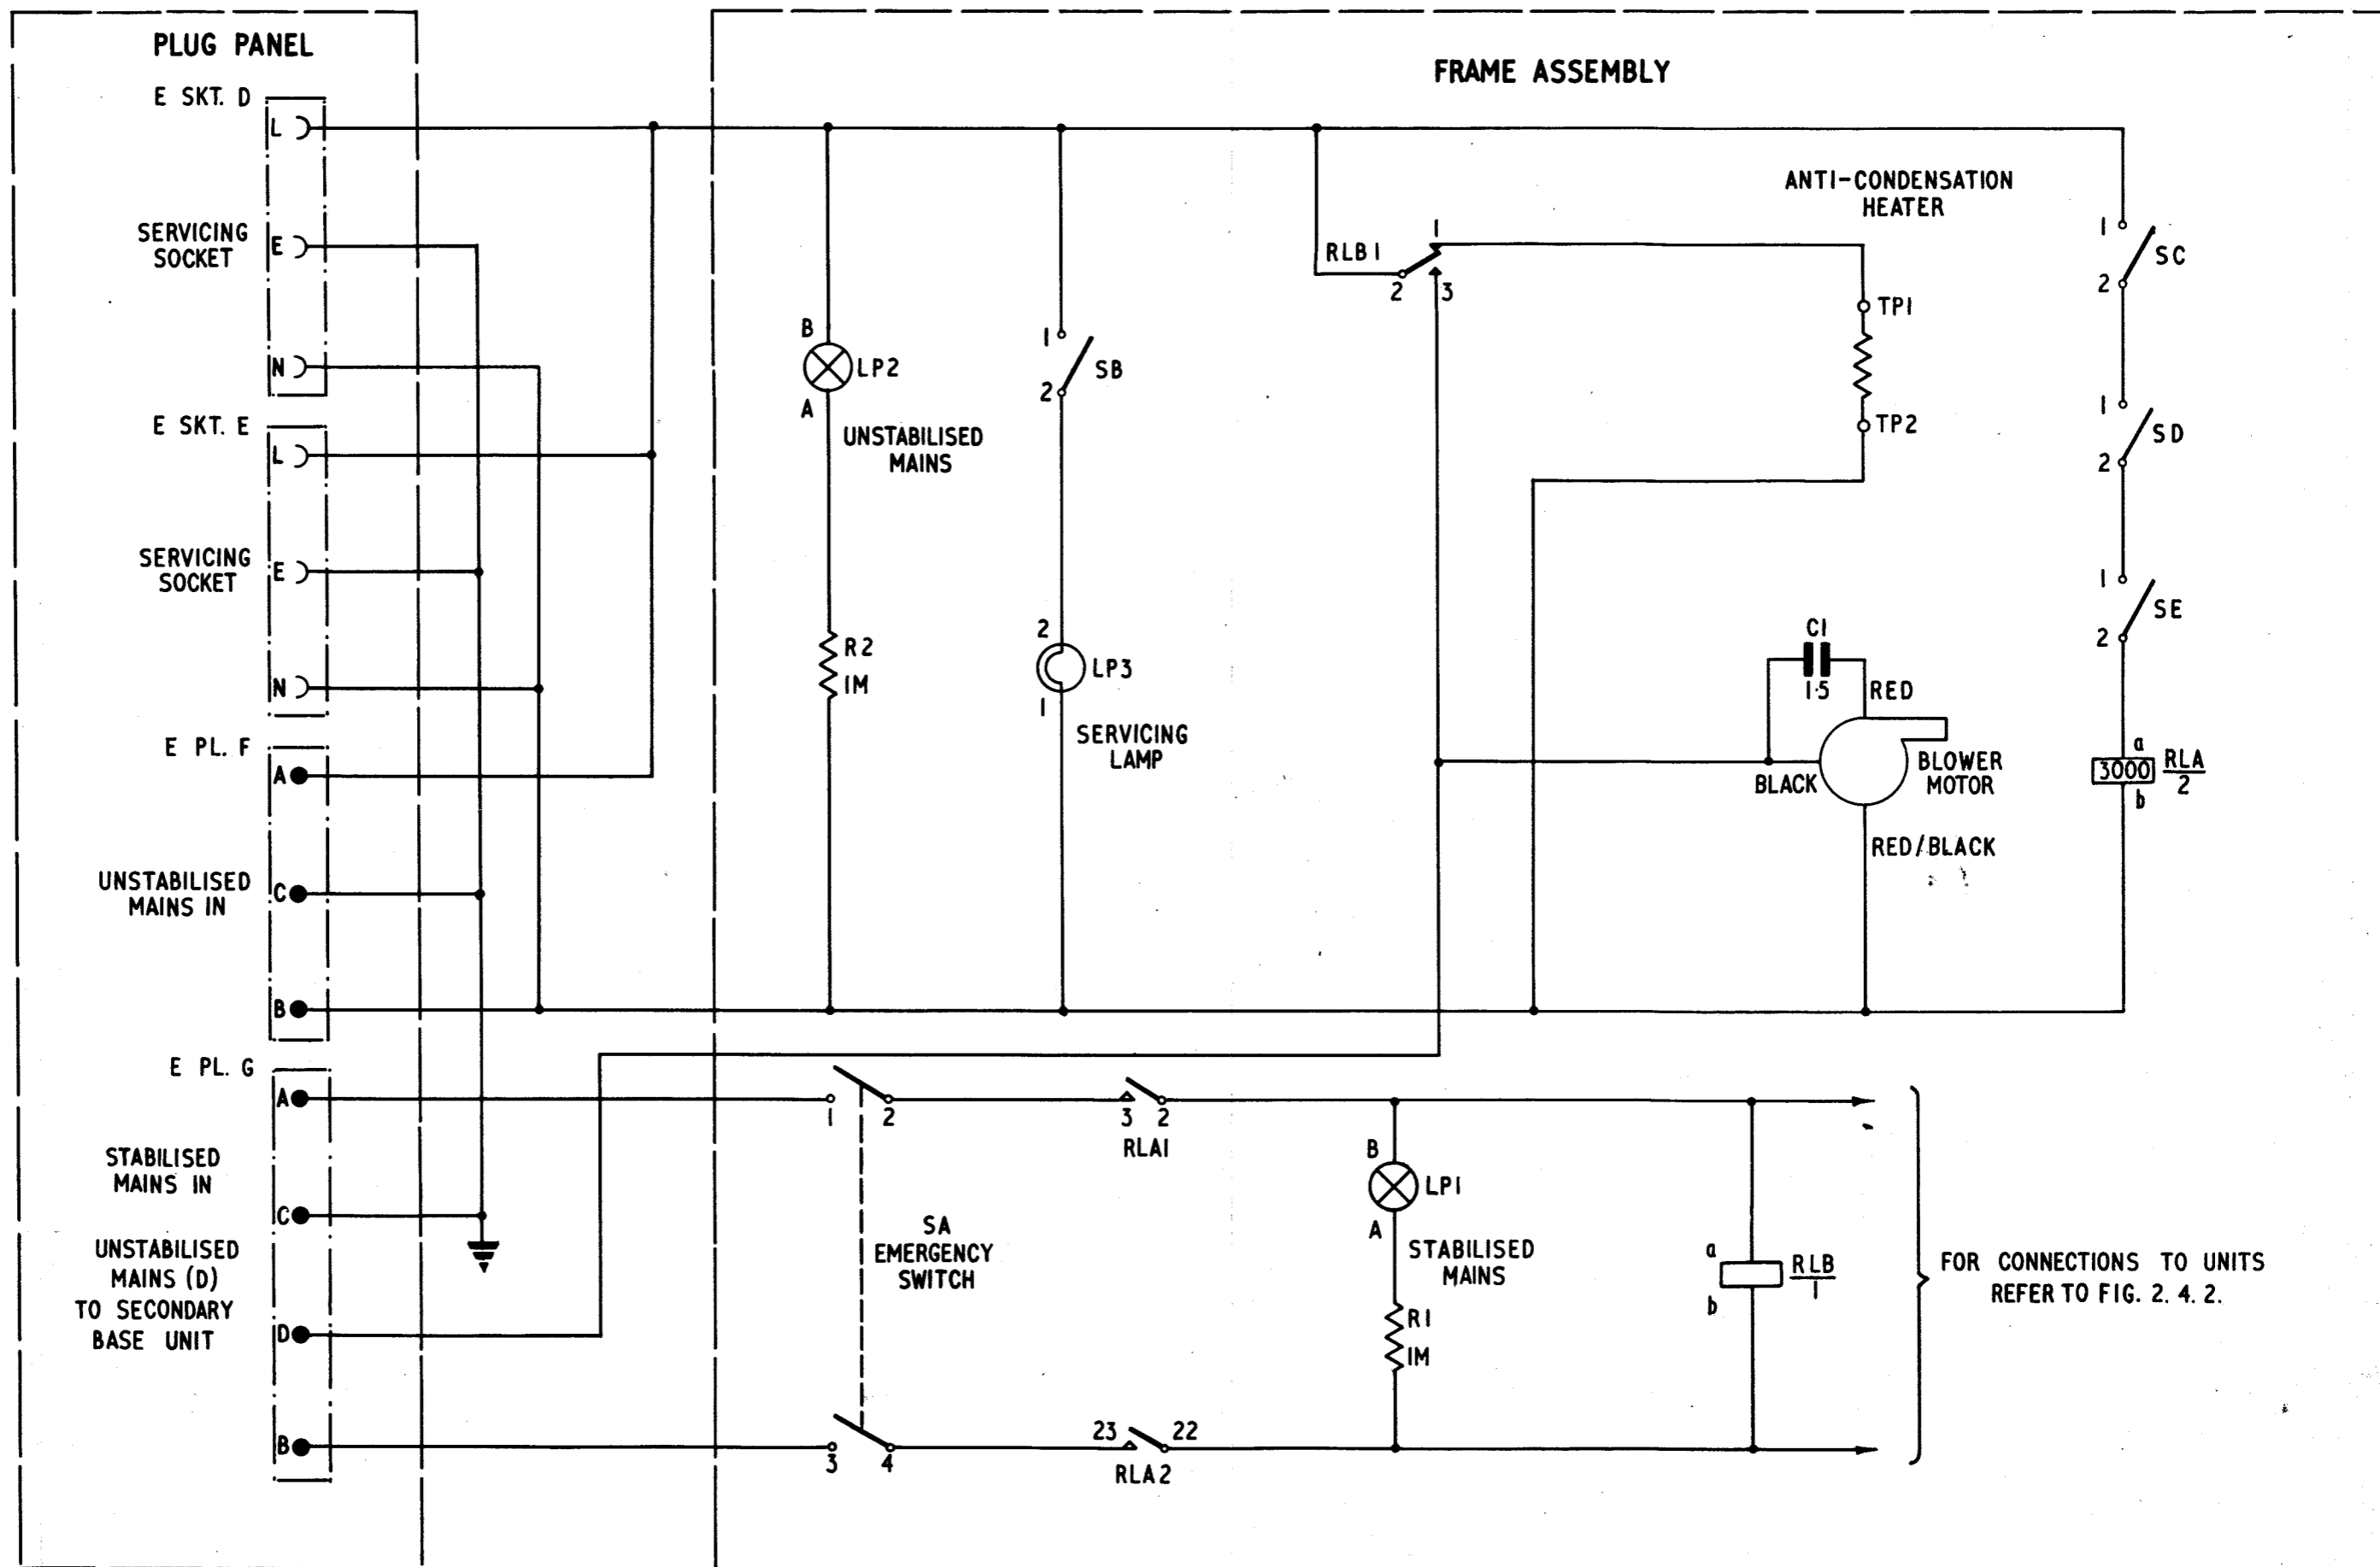 PLUG PANEL
FRAME ASSEMBLY
E SKT. D
L
SERVICING
SOCKET
E
N
E SKT. E
L
SERVICING
SOCKET
E
N
E PL. F
A
UNSTABILISED
MAINS IN
C
B
E PL. G
A
STABILISED
MAINS IN
C
UNSTABILISED
MAINS (D)
TO SECONDARY
BASE UNIT
D
B
B
LP2
A
UNSTABILISED
MAINS
R2
1M
1
2
SB
2
LP3
1
SERVICING
LAMP
RLB1
1
2
3
ANTI-CONDENSATION
HEATER
TP1
TP2
1
SC
2
1
SD
2
1
SE
2
C1
1·5
RED
BLACK
BLOWER
MOTOR
RED/BLACK
a
3000
RLA
2
b
1
2
SA
EMERGENCY
SWITCH
3
4
3 2
RLA1
23 22
RLA2
B
LP1
A
STABILISED
MAINS
R1
1M
a
RLB
1
b
FOR CONNECTIONS TO UNITS
REFER TO FIG. 2. 4. 2.